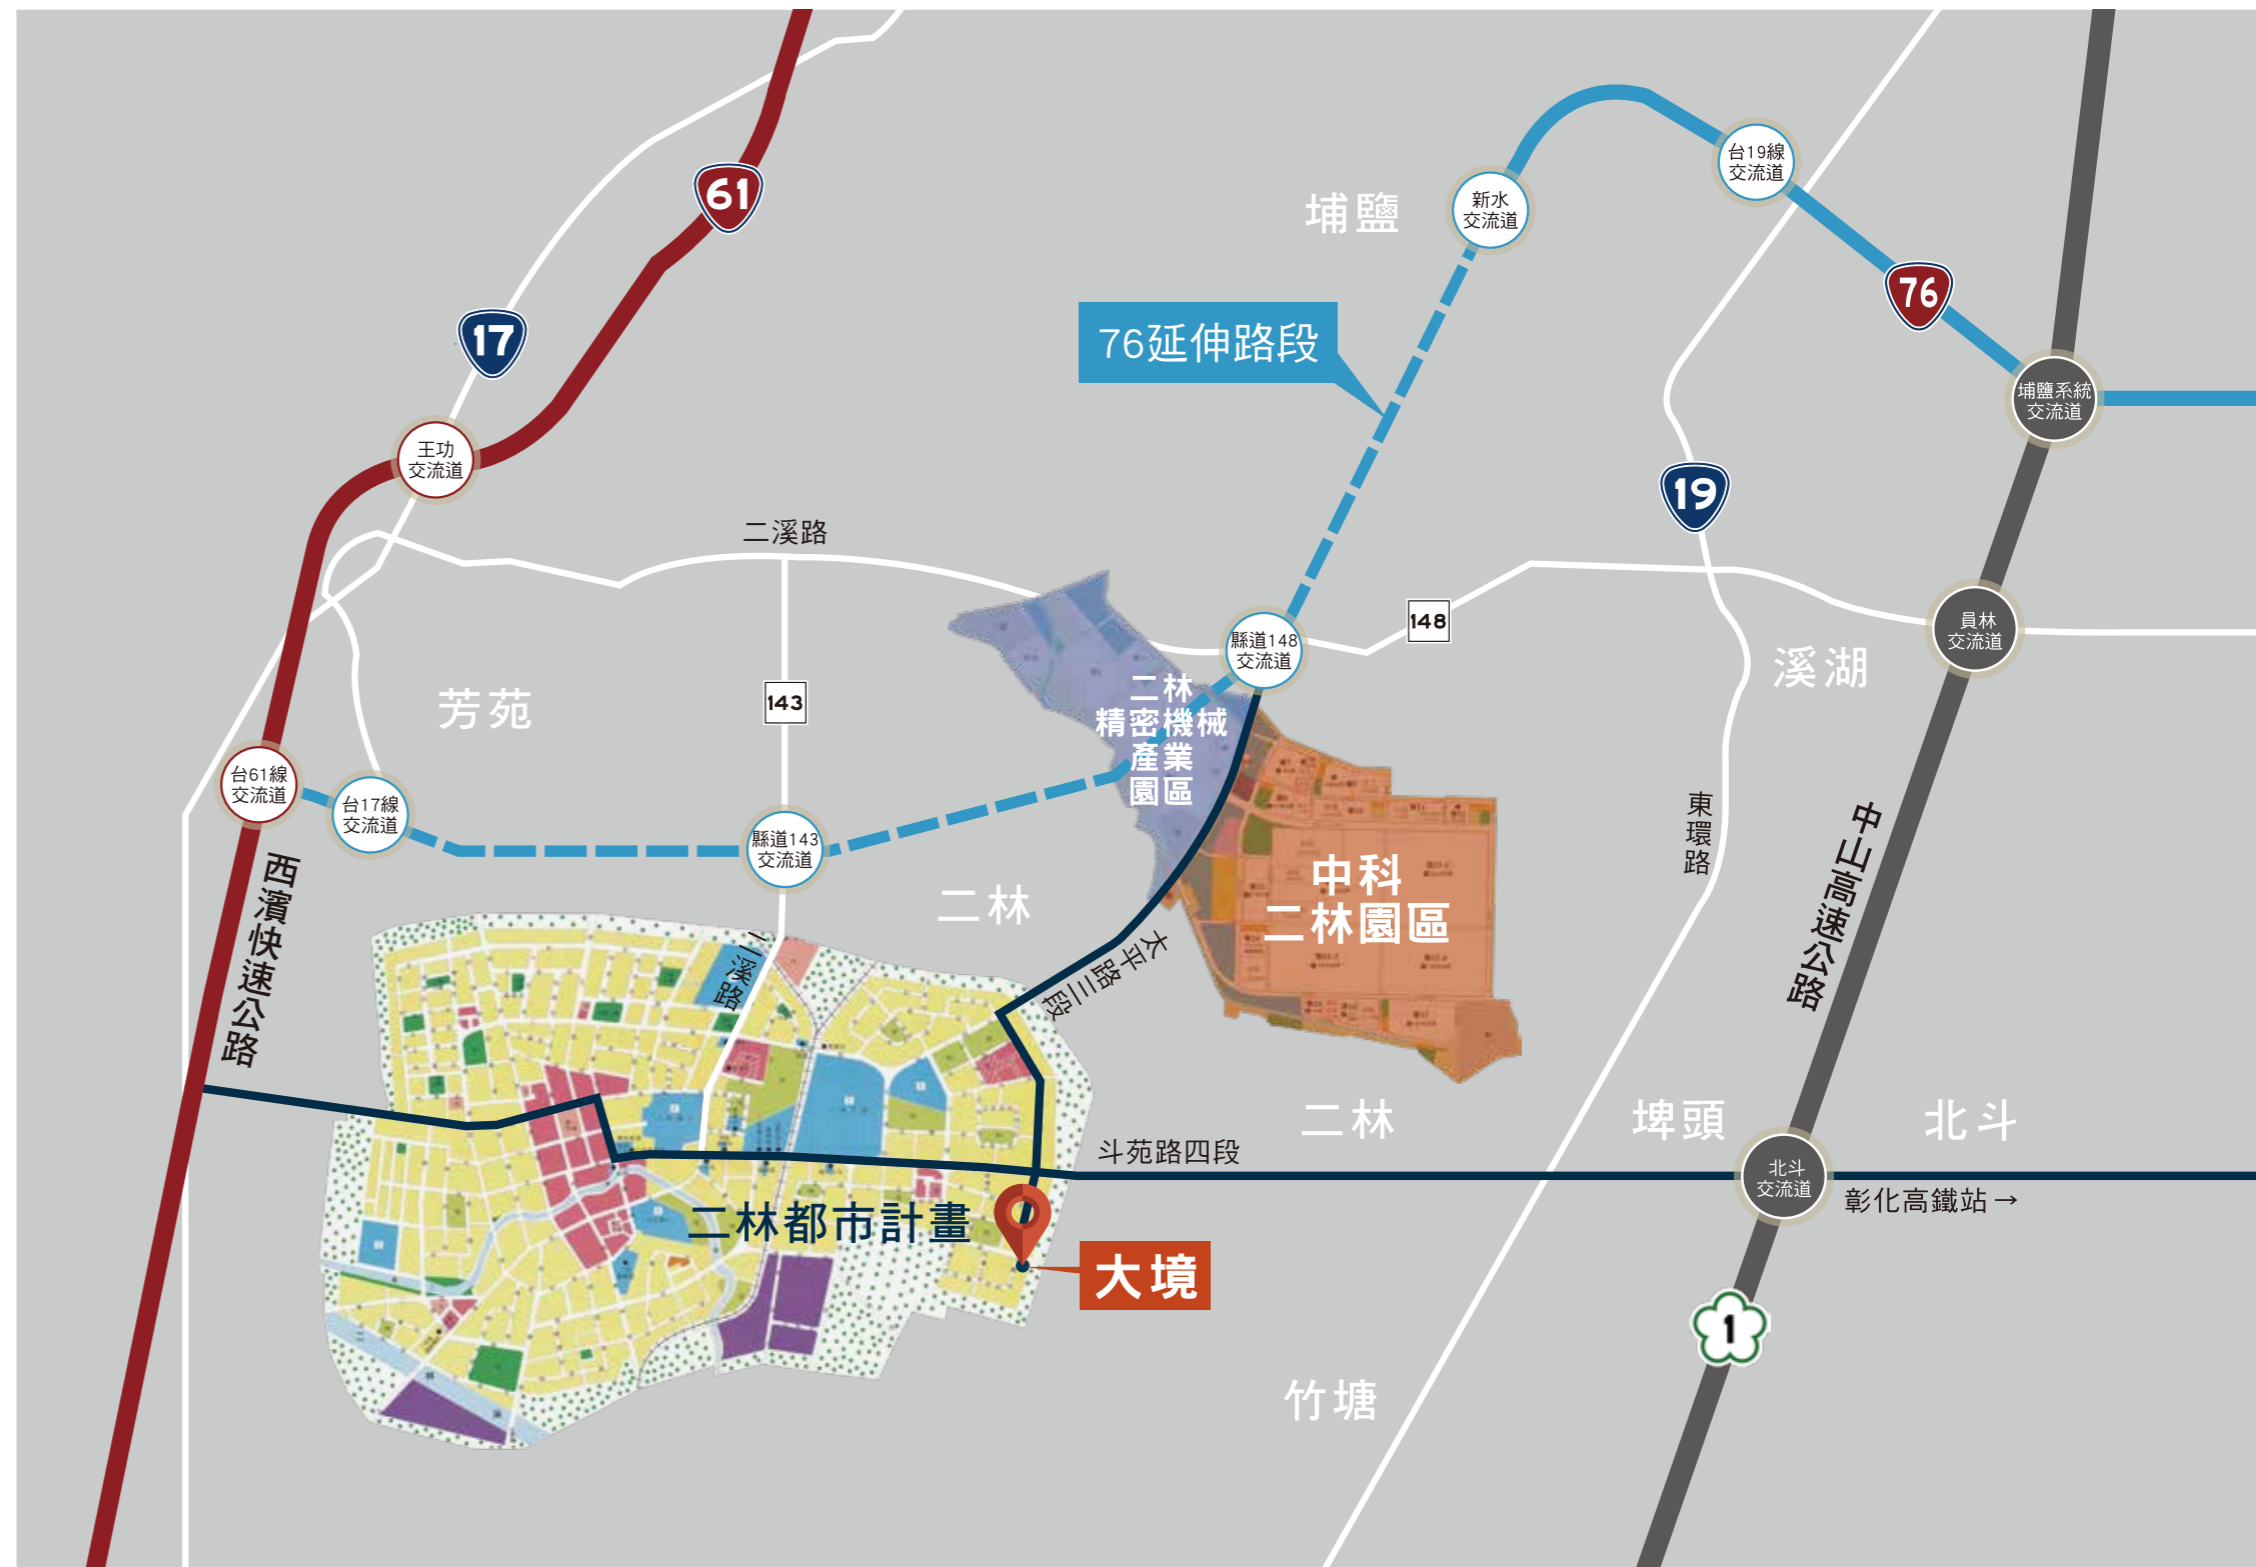 61
台19線
交流道
新水
交流道
埔鹽
76
17
76延伸路段
埔鹽系統
交流道
王功
交流道
19
二溪路
148
縣道148
交流道
員林
交流道
溪湖
芳苑
143
二林
精密機械
產業
園區
台61線
交流道
台17線
交流道
縣道143
交流道
東環路
中山高速公路
西濱快速公路
二林
中科
二林園區
太平路三段
二溪路
二林
埤頭
北斗
斗苑路四段
北斗
交流道
彰化高鐵站→
二林都市計畫
大境
1
竹塘